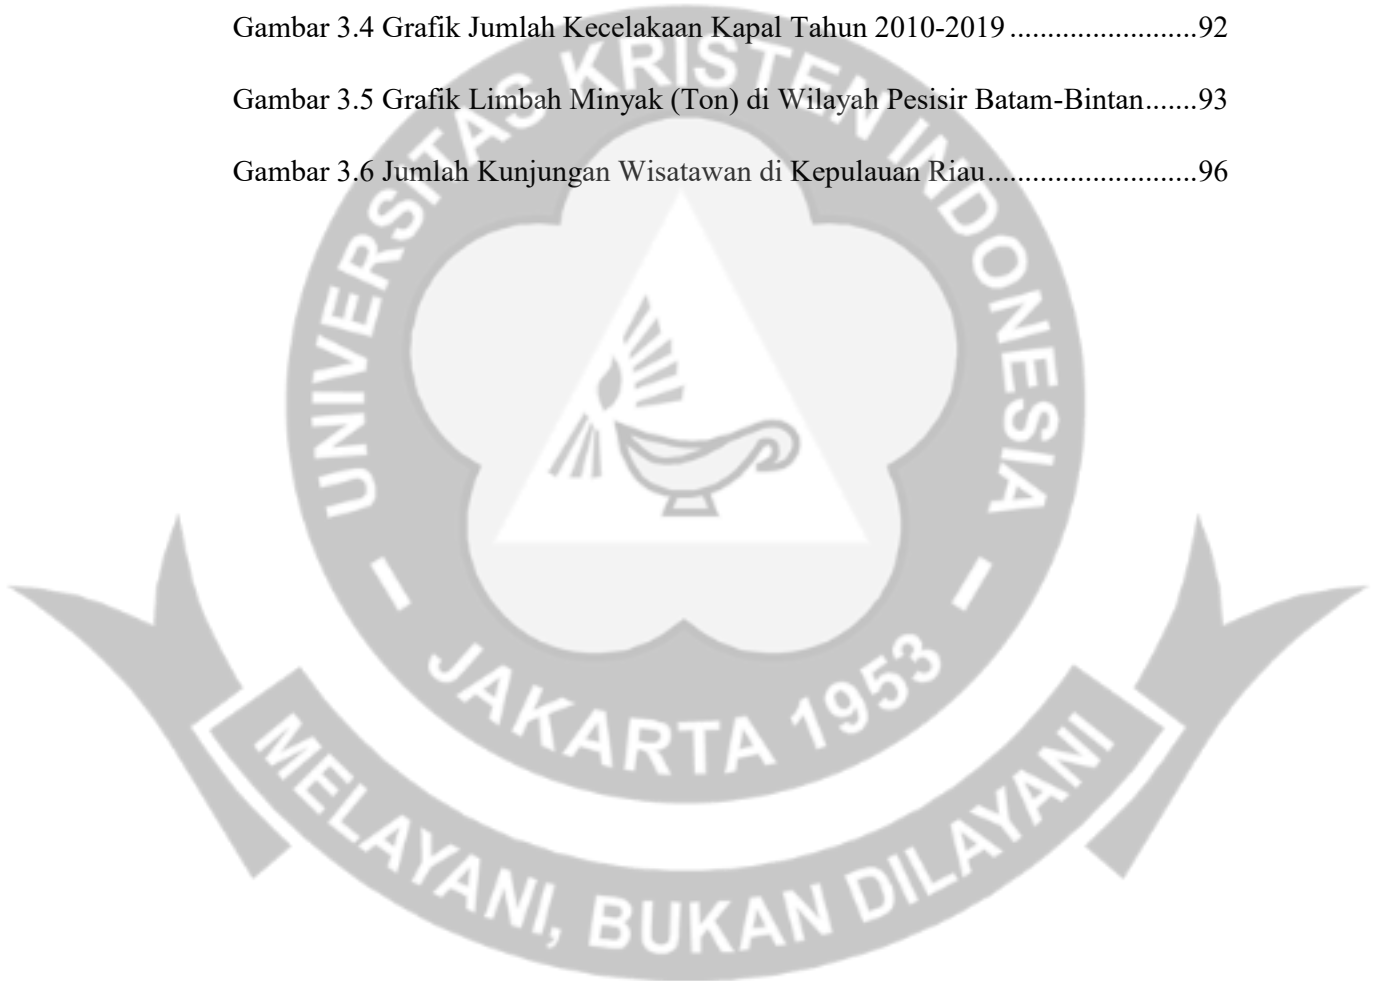 Gambar 3.4 Grafik Jumlah Kecelakaan Kapal Tahun 2010-2019 ........................92
Gambar 3.5 Grafik Limbah Minyak (Ton) di Wilayah Pesisir Batam-Bintan.......93
Gambar 3.6 Jumlah Kunjungan Wisatawan di Kepulauan Riau...........................96
UNIVERSITAS KRISTEN INDONESIA
JAKARTA 1953
MELAYANI, BUKAN DILAYANI